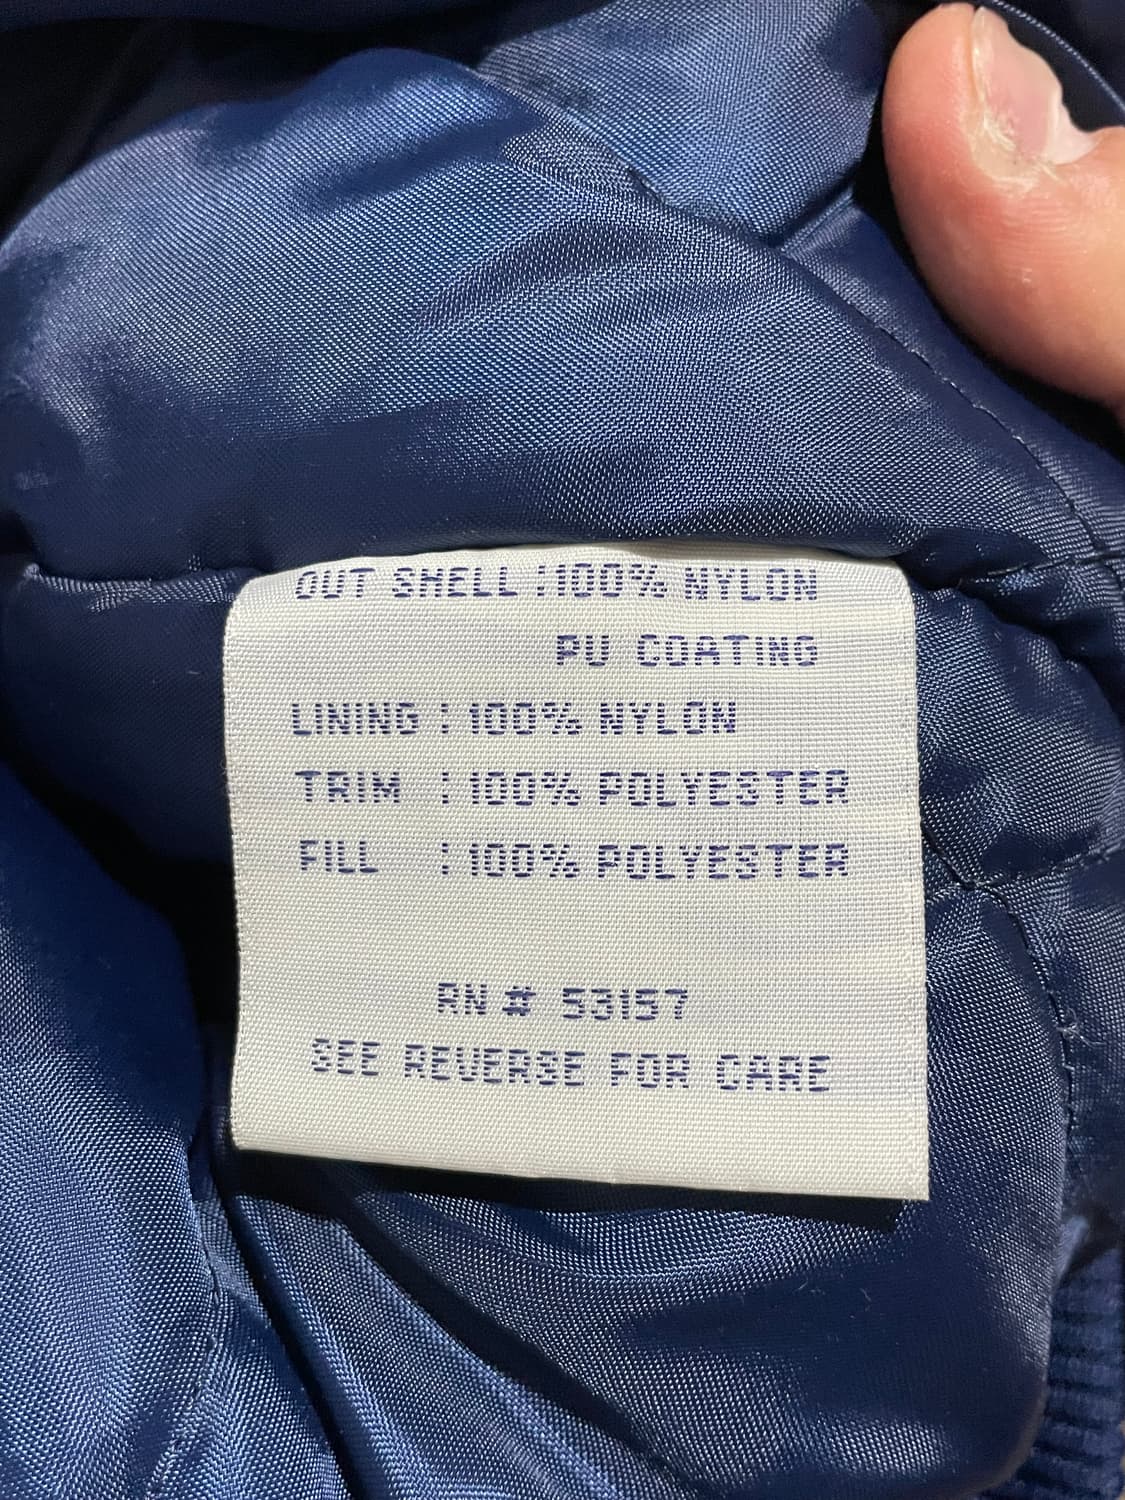 OUT SHELL : 100% NYLON
PU COATING
LINING : 100% NYLON
TRIM : 100% POLYESTER
FILL : 100% POLYESTER
RN # 53157
SEE REVERSE FOR CARE